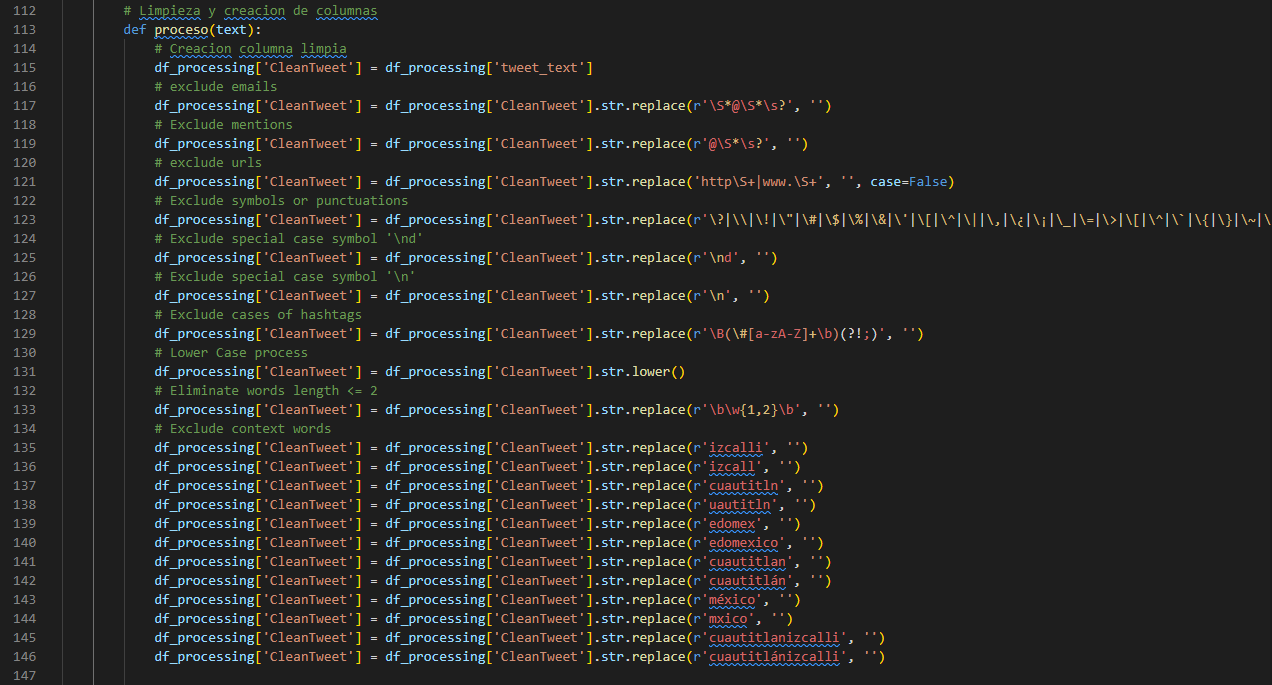 112 # Limpieza y creacion de columnas
113 def proceso(text):
114 # Creacion columna limpia
115 df_processing['CleanTweet'] = df_processing['tweet_text']
116 # exclude emails
117 df_processing['CleanTweet'] = df_processing['CleanTweet'].str.replace(r'\S*@\S*\s?', '')
118 # Exclude mentions
119 df_processing['CleanTweet'] = df_processing['CleanTweet'].str.replace(r'@\S*\s?', '')
120 # exclude urls
121 df_processing['CleanTweet'] = df_processing['CleanTweet'].str.replace('http\S+|www.\S+', '', case=False)
122 # Exclude symbols or punctuations
123 df_processing['CleanTweet'] = df_processing['CleanTweet'].str.replace(r'\?|\\|\!|\"|\#|\$|\%|\&|\'|\[|\^|\||\,|\¿|\¡|\_|\=|\>|\[|\^|\`|\{|\}|\~|\
124 # Exclude special case symbol '\nd'
125 df_processing['CleanTweet'] = df_processing['CleanTweet'].str.replace(r'\nd', '')
126 # Exclude special case symbol '\n'
127 df_processing['CleanTweet'] = df_processing['CleanTweet'].str.replace(r'\n', '')
128 # Exclude cases of hashtags
129 df_processing['CleanTweet'] = df_processing['CleanTweet'].str.replace(r'\B(\#[a-zA-Z]+\b)(?!;)', '')
130 # Lower Case process
131 df_processing['CleanTweet'] = df_processing['CleanTweet'].str.lower()
132 # Eliminate words length <= 2
133 df_processing['CleanTweet'] = df_processing['CleanTweet'].str.replace(r'\b\w{1,2}\b', '')
134 # Exclude context words
135 df_processing['CleanTweet'] = df_processing['CleanTweet'].str.replace(r'izcalli', '')
136 df_processing['CleanTweet'] = df_processing['CleanTweet'].str.replace(r'izcall', '')
137 df_processing['CleanTweet'] = df_processing['CleanTweet'].str.replace(r'cuautitln', '')
138 df_processing['CleanTweet'] = df_processing['CleanTweet'].str.replace(r'uautitln', '')
139 df_processing['CleanTweet'] = df_processing['CleanTweet'].str.replace(r'edomex', '')
140 df_processing['CleanTweet'] = df_processing['CleanTweet'].str.replace(r'edomexico', '')
141 df_processing['CleanTweet'] = df_processing['CleanTweet'].str.replace(r'cuautitlan', '')
142 df_processing['CleanTweet'] = df_processing['CleanTweet'].str.replace(r'cuautitlán', '')
143 df_processing['CleanTweet'] = df_processing['CleanTweet'].str.replace(r'méxico', '')
144 df_processing['CleanTweet'] = df_processing['CleanTweet'].str.replace(r'mxico', '')
145 df_processing['CleanTweet'] = df_processing['CleanTweet'].str.replace(r'cuautitlanizcalli', '')
146 df_processing['CleanTweet'] = df_processing['CleanTweet'].str.replace(r'cuautitlánizcalli', '')
147